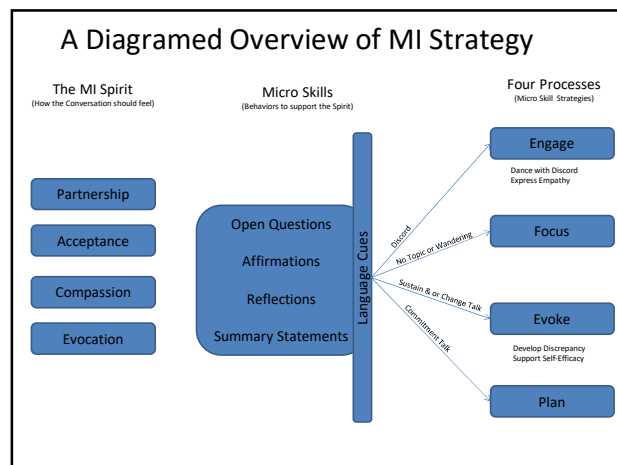 A Diagramed Overview of MI Strategy
The MI Spirit
(How the Conversation should feel)
Partnership
Acceptance
Compassion
Evocation
Micro Skills
(Behaviors to support the Spirit)
Open Questions
Affirmations
Reflections
Summary Statements
Language Cues
Discord
No Topic or Wandering
Sustain & or Change Talk
Commitment Talk
Four Processes
(Micro Skill Strategies)
Engage
Dance with Discord
Express Empathy
Focus
Evoke
Develop Discrepancy
Support Self-Efficacy
Plan